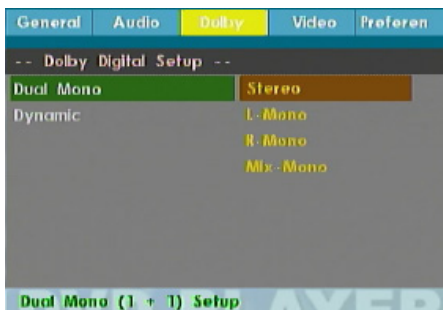 General Audio Dolby Video Preferen
-- Dolby Digital Setup --
Dual Mono Stereo
Dynamic L-Mono
R-Mono
Mix-Mono
Dual Mono (1 + 1) Setup